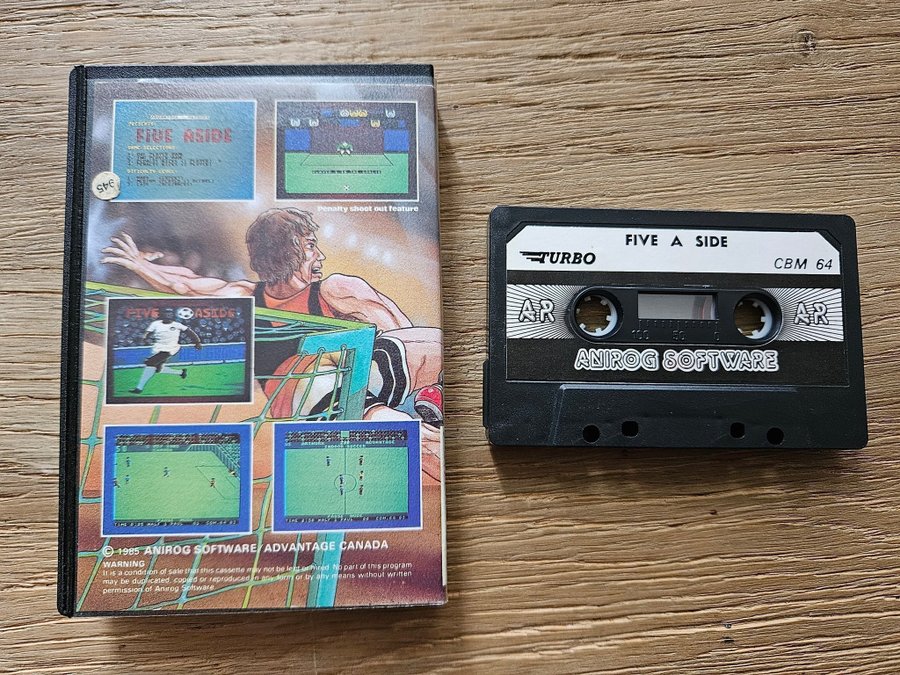 FIVE ASIDE
945
Penalty shoot out feature
FIVE ASIDE
© 1985 ANIROG SOFTWARE/ADVANTAGE CANADA
WARNING
It is a condition of sale that this cassette may not be lent or hired. No part of this program
may be duplicated, copied or reproduced in any form or by any means without written
permission of Anirog Software.
FIVE A SIDE
TURBO
CBM 64
AR AR
100 50 0
ANIROG SOFTWARE